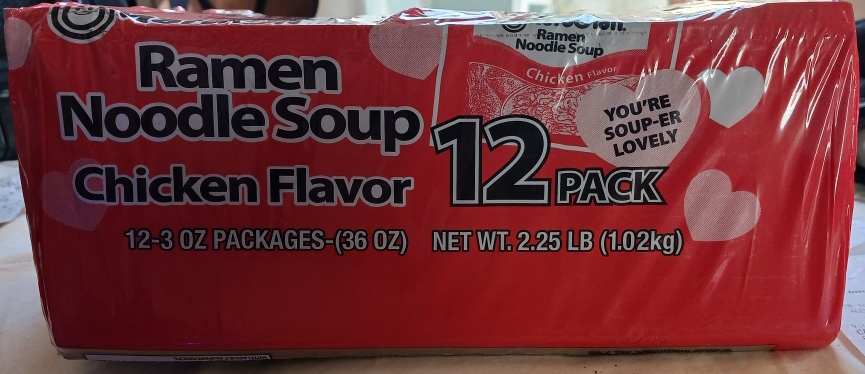 Ramen
Noodle Soup
Chicken Flavor
12 PACK
12-3 OZ PACKAGES-(36 OZ) NET WT. 2.25 LB (1.02kg)
Ramen
Noodle Soup
Chicken Flavor
YOU'RE
SOUP-ER
LOVELY